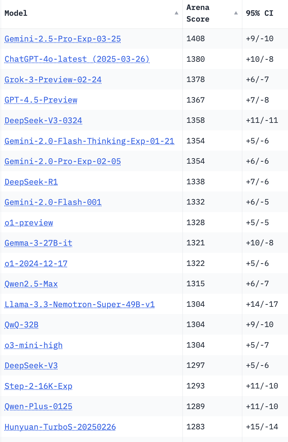 Model Arena Score 95% CI
Gemini-2.5-Pro-Exp-03-25 1408 +9/-10
ChatGPT-4o-latest (2025-03-26) 1380 +10/-8
Grok-3-Preview-02-24 1378 +6/-7
GPT-4.5-Preview 1367 +7/-8
DeepSeek-V3-0324 1358 +11/-11
Gemini-2.0-Flash-Thinking-Exp-01-21 1354 +5/-6
Gemini-2.0-Pro-Exp-02-05 1354 +6/-6
DeepSeek-R1 1338 +7/-6
Gemini-2.0-Flash-001 1332 +6/-5
o1-preview 1328 +5/-5
Gemma-3-27B-it 1321 +10/-8
o1-2024-12-17 1322 +5/-6
Qwen2.5-Max 1315 +6/-7
Llama-3.3-Nemotron-Super-49B-v1 1304 +14/-17
QwQ-32B 1304 +9/-10
o3-mini-high 1304 +5/-7
DeepSeek-V3 1297 +5/-6
Step-2-16K-Exp 1293 +11/-10
Qwen-Plus-0125 1289 +11/-10
Hunyuan-TurboS-20250226 1283 +15/-14